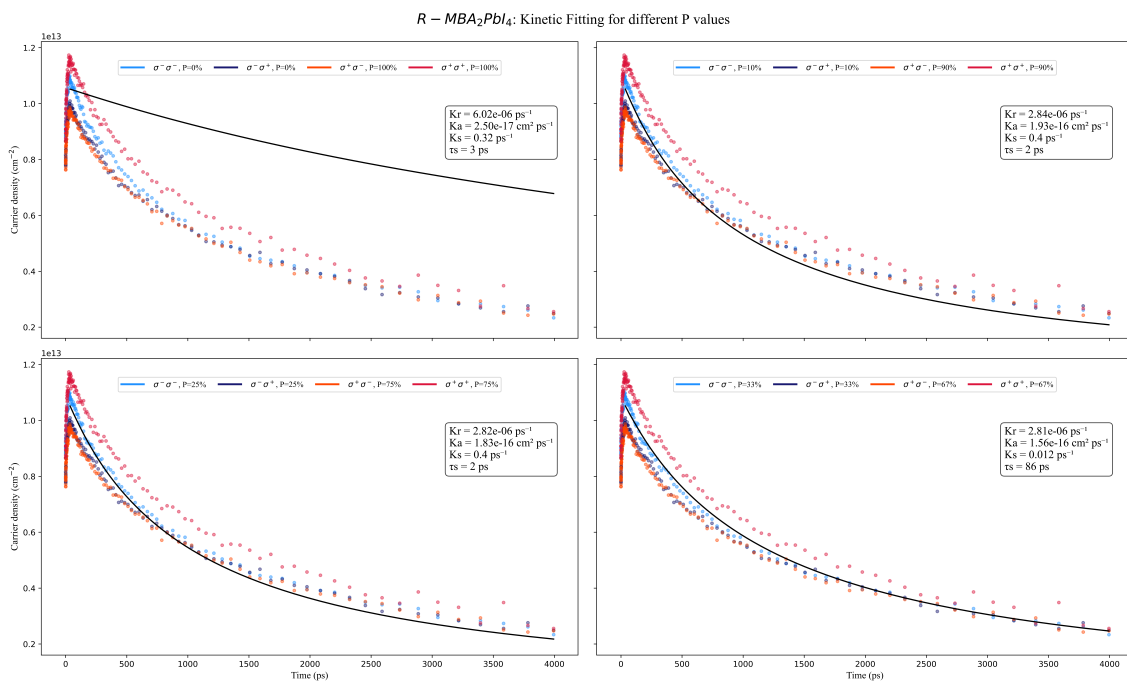 R − MBA₂PbI₄: Kinetic Fitting for different P values
1e13
σ⁻σ⁻, P=0% σ⁻σ⁺, P=0% σ⁺σ⁻, P=100% σ⁺σ⁺, P=100%
Kr = 6.02e-06 ps⁻¹
Ka = 2.50e-17 cm² ps⁻¹
Ks = 0.32 ps⁻¹
τs = 3 ps
1.2
1.0
0.8
0.6
0.4
0.2
Carrier density (cm⁻²)
σ⁻σ⁻, P=10% σ⁻σ⁺, P=10% σ⁺σ⁻, P=90% σ⁺σ⁺, P=90%
Kr = 2.84e-06 ps⁻¹
Ka = 1.93e-16 cm² ps⁻¹
Ks = 0.4 ps⁻¹
τs = 2 ps
1e13
σ⁻σ⁻, P=25% σ⁻σ⁺, P=25% σ⁺σ⁻, P=75% σ⁺σ⁺, P=75%
Kr = 2.82e-06 ps⁻¹
Ka = 1.83e-16 cm² ps⁻¹
Ks = 0.4 ps⁻¹
τs = 2 ps
1.2
1.0
0.8
0.6
0.4
0.2
Carrier density (cm⁻²)
0 500 1000 1500 2000 2500 3000 3500 4000
Time (ps)
σ⁻σ⁻, P=33% σ⁻σ⁺, P=33% σ⁺σ⁻, P=67% σ⁺σ⁺, P=67%
Kr = 2.81e-06 ps⁻¹
Ka = 1.56e-16 cm² ps⁻¹
Ks = 0.012 ps⁻¹
τs = 86 ps
0 500 1000 1500 2000 2500 3000 3500 4000
Time (ps)